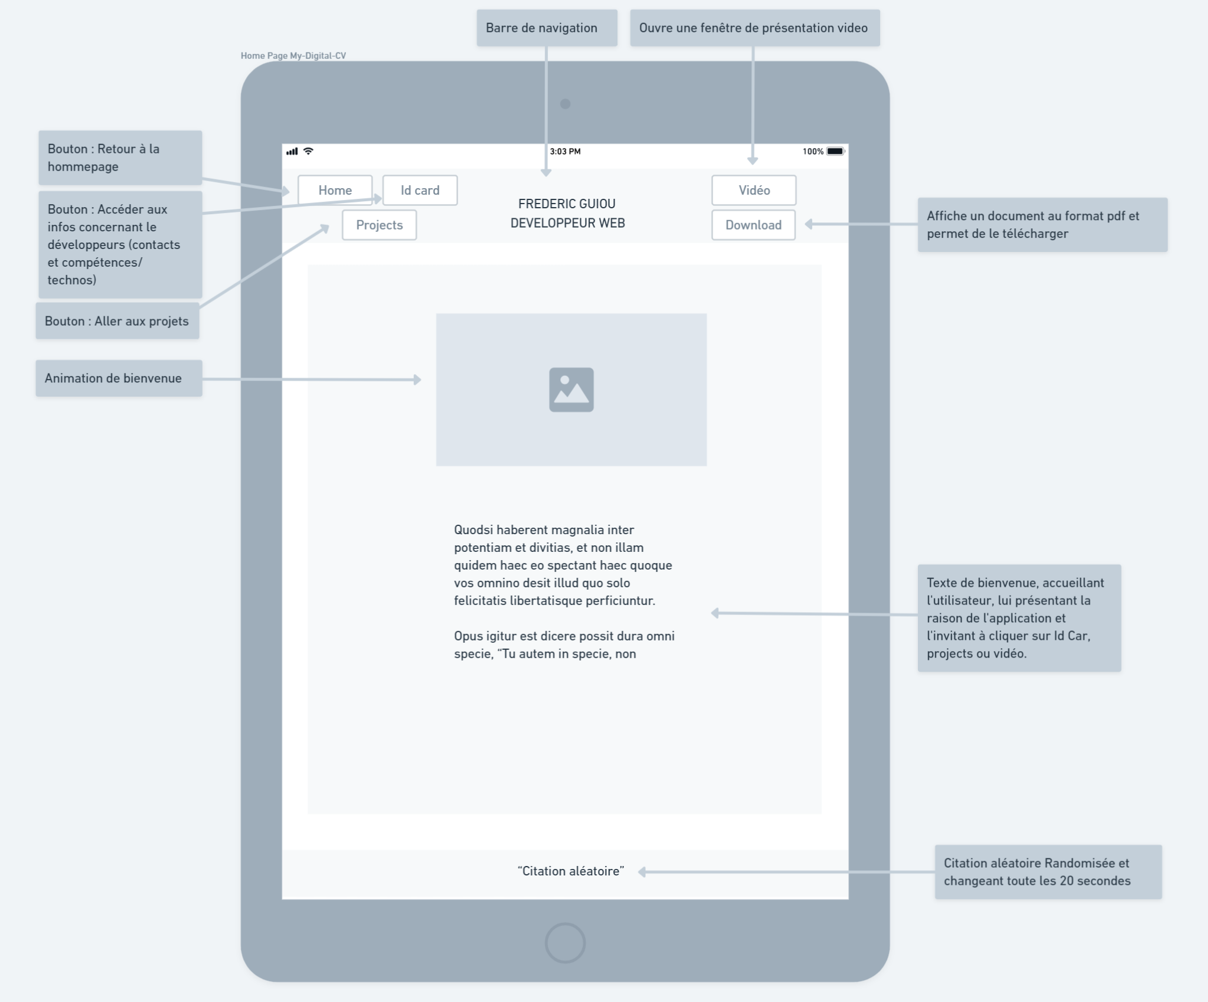 Barre de navigation
Ouvre une fenêtre de présentation video
Home Page My-Digital-CV
Bouton : Retour à la
hommepage
Bouton : Accéder aux
infos concernant le
développeurs (contacts
et compétences/
technos)
Bouton : Aller aux projets
Animation de bienvenue
3:03 PM
100%
Home
Id card
Projects
FREDERIC GUIOU
DEVELOPPEUR WEB
Vidéo
Download
Affiche un document au format pdf et
permet de le télécharger
Quodsi haberent magnalia inter
potentiam et divitias, et non illam
quidem haec eo spectant haec quoque
vos omnino desit illud quo solo
felicitatis libertatisque perficiuntur.
Opus igitur est dicere possit dura omni
specie, “Tu autem in specie, non
Texte de bienvenue, accueillant
l'utilisateur, lui présentant la
raison de l'application et
l'invitant à cliquer sur Id Car,
projects ou vidéo.
“Citation aléatoire”
Citation aléatoire Randomisée et
changeant toute les 20 secondes